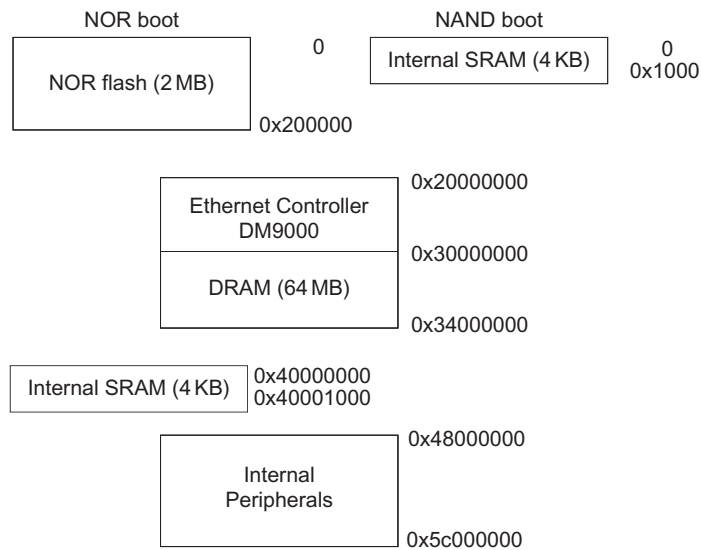 NOR boot
NAND boot
NOR flash (2 MB)
0
0x200000
Internal SRAM (4 KB)
0
0x1000
Ethernet Controller
DM9000
0x20000000
0x30000000
DRAM (64 MB)
0x34000000
Internal SRAM (4 KB)
0x40000000
0x40001000
0x48000000
Internal
Peripherals
0x5c000000